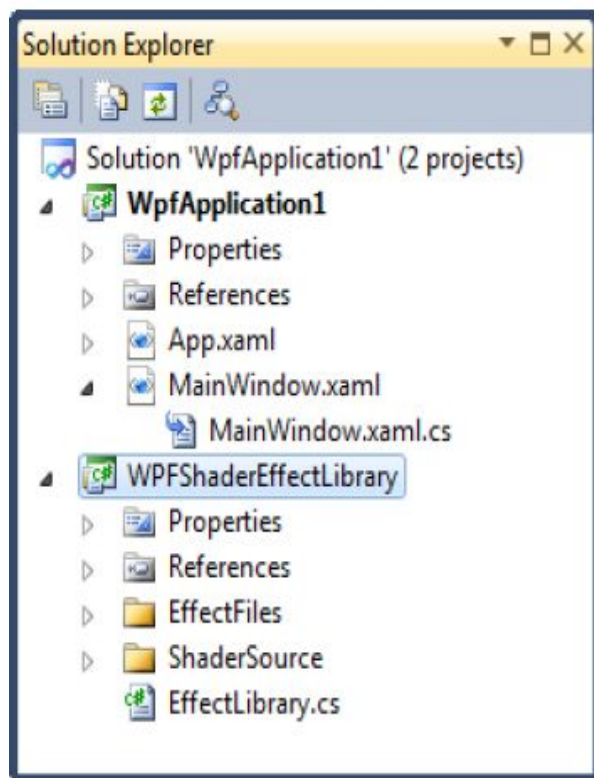 Solution Explorer
Solution 'WpfApplication1' (2 projects)
WpfApplication1
Properties
References
App.xaml
MainWindow.xaml
MainWindow.xaml.cs
WPFShaderEffectLibrary
Properties
References
EffectFiles
ShaderSource
EffectLibrary.cs